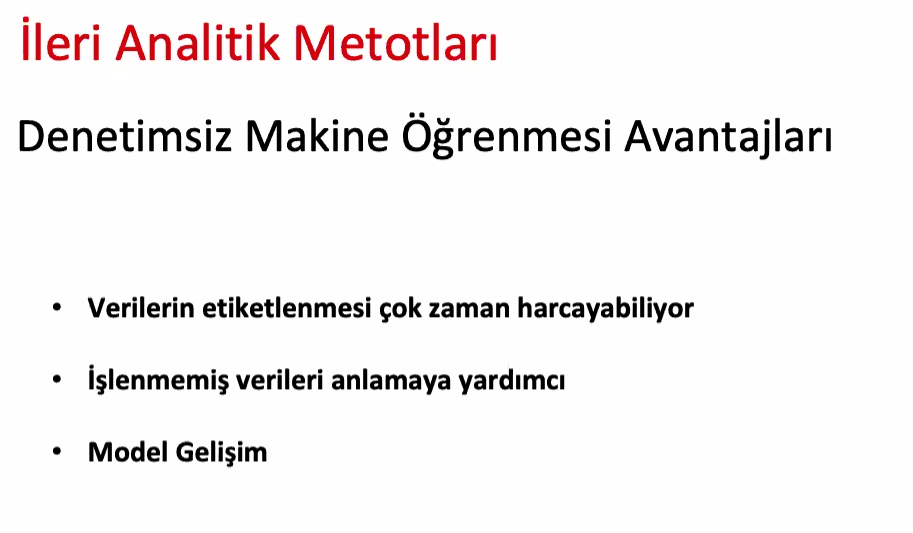 İleri Analitik Metotları
Denetimsiz Makine Öğrenmesi Avantajları
• Verilerin etiketlenmesi çok zaman harcayabiliyor
• İşlenmemiş verileri anlamaya yardımcı
• Model Gelişim